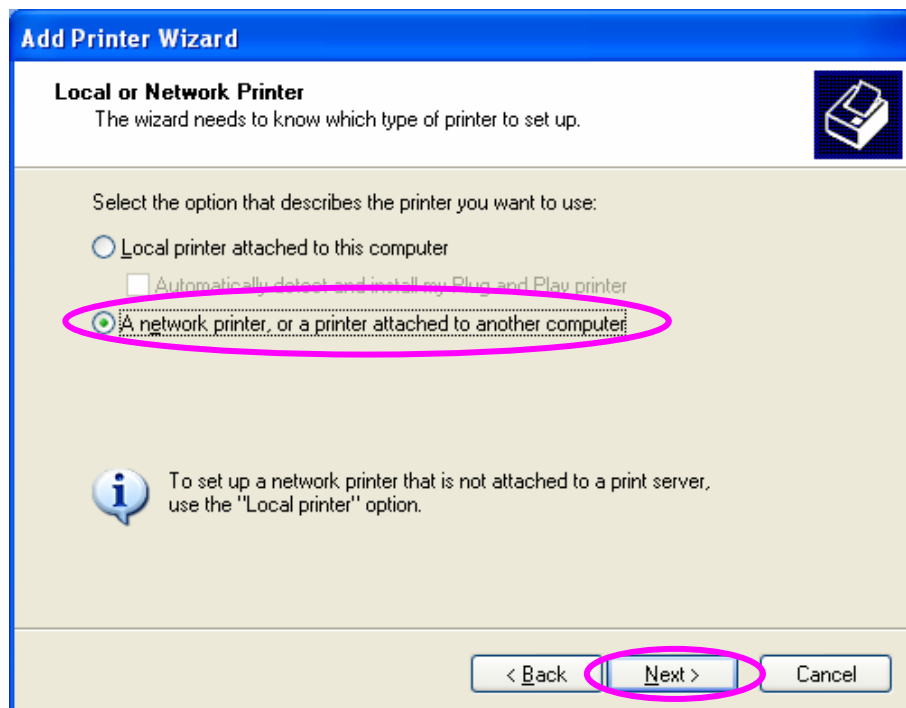 Add Printer Wizard
Local or Network Printer
The wizard needs to know which type of printer to set up.
Select the option that describes the printer you want to use:
Local printer attached to this computer
Automatically detect and install my Plug and Play printer
A network printer, or a printer attached to another computer
To set up a network printer that is not attached to a print server,
use the "Local printer" option.
< Back
Next >
Cancel